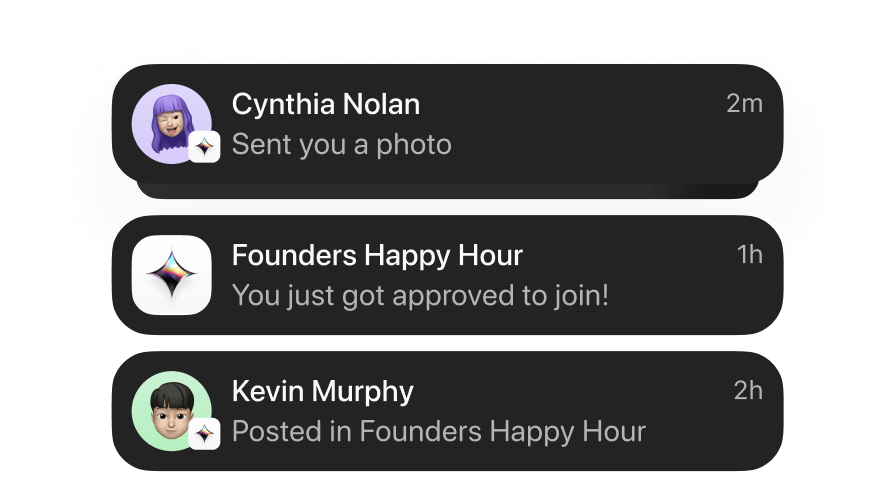 Cynthia Nolan
2m
Sent you a photo
Founders Happy Hour
1h
You just got approved to join!
Kevin Murphy
2h
Posted in Founders Happy Hour